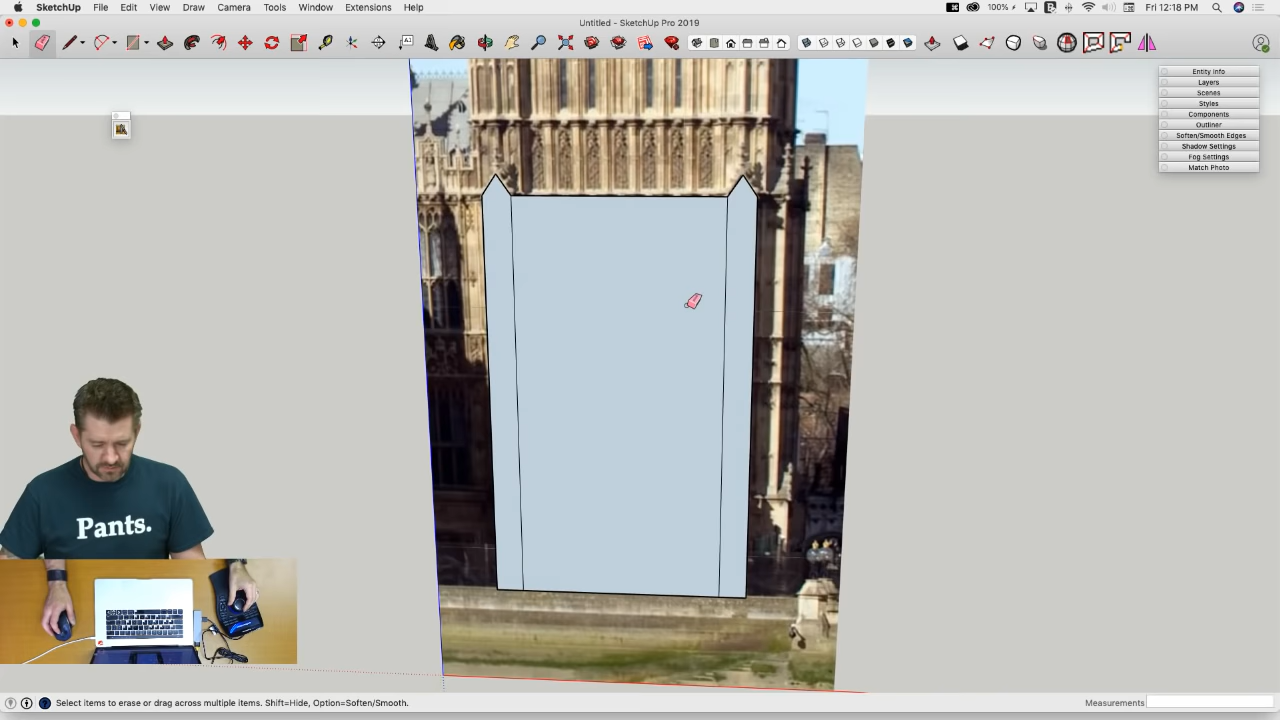 SketchUp File Edit View Draw Camera Tools Window Extensions Help 100% Fri 12:18 PM
Untitled - SketchUp Pro 2019
Entity Info
Layers
Scenes
Styles
Components
Outliner
Soften/Smooth Edges
Shadow Settings
Fog Settings
Match Photo
Pants.
Select items to erase or drag across multiple items. Shift=Hide, Option=Soften/Smooth.
Measurements